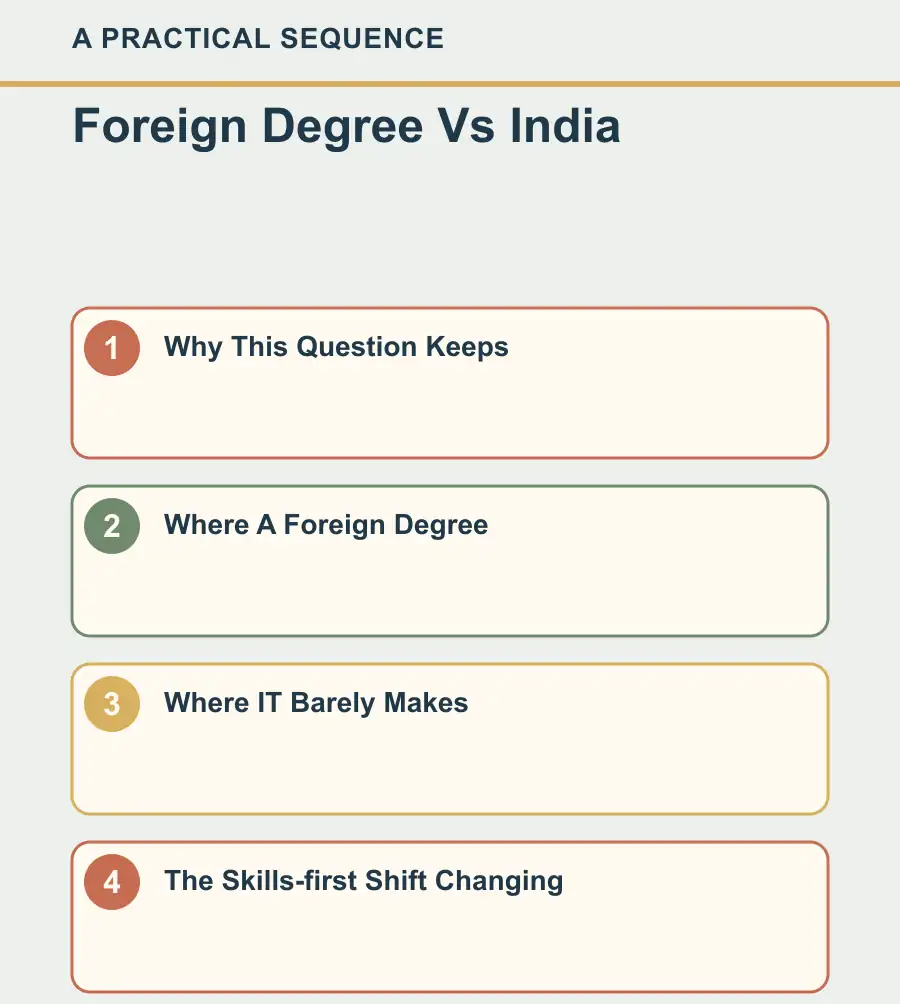 A PRACTICAL SEQUENCE
Foreign Degree Vs India
1
Why This Question Keeps
2
Where A Foreign Degree
3
Where IT Barely Makes
4
The Skills-first Shift Changing